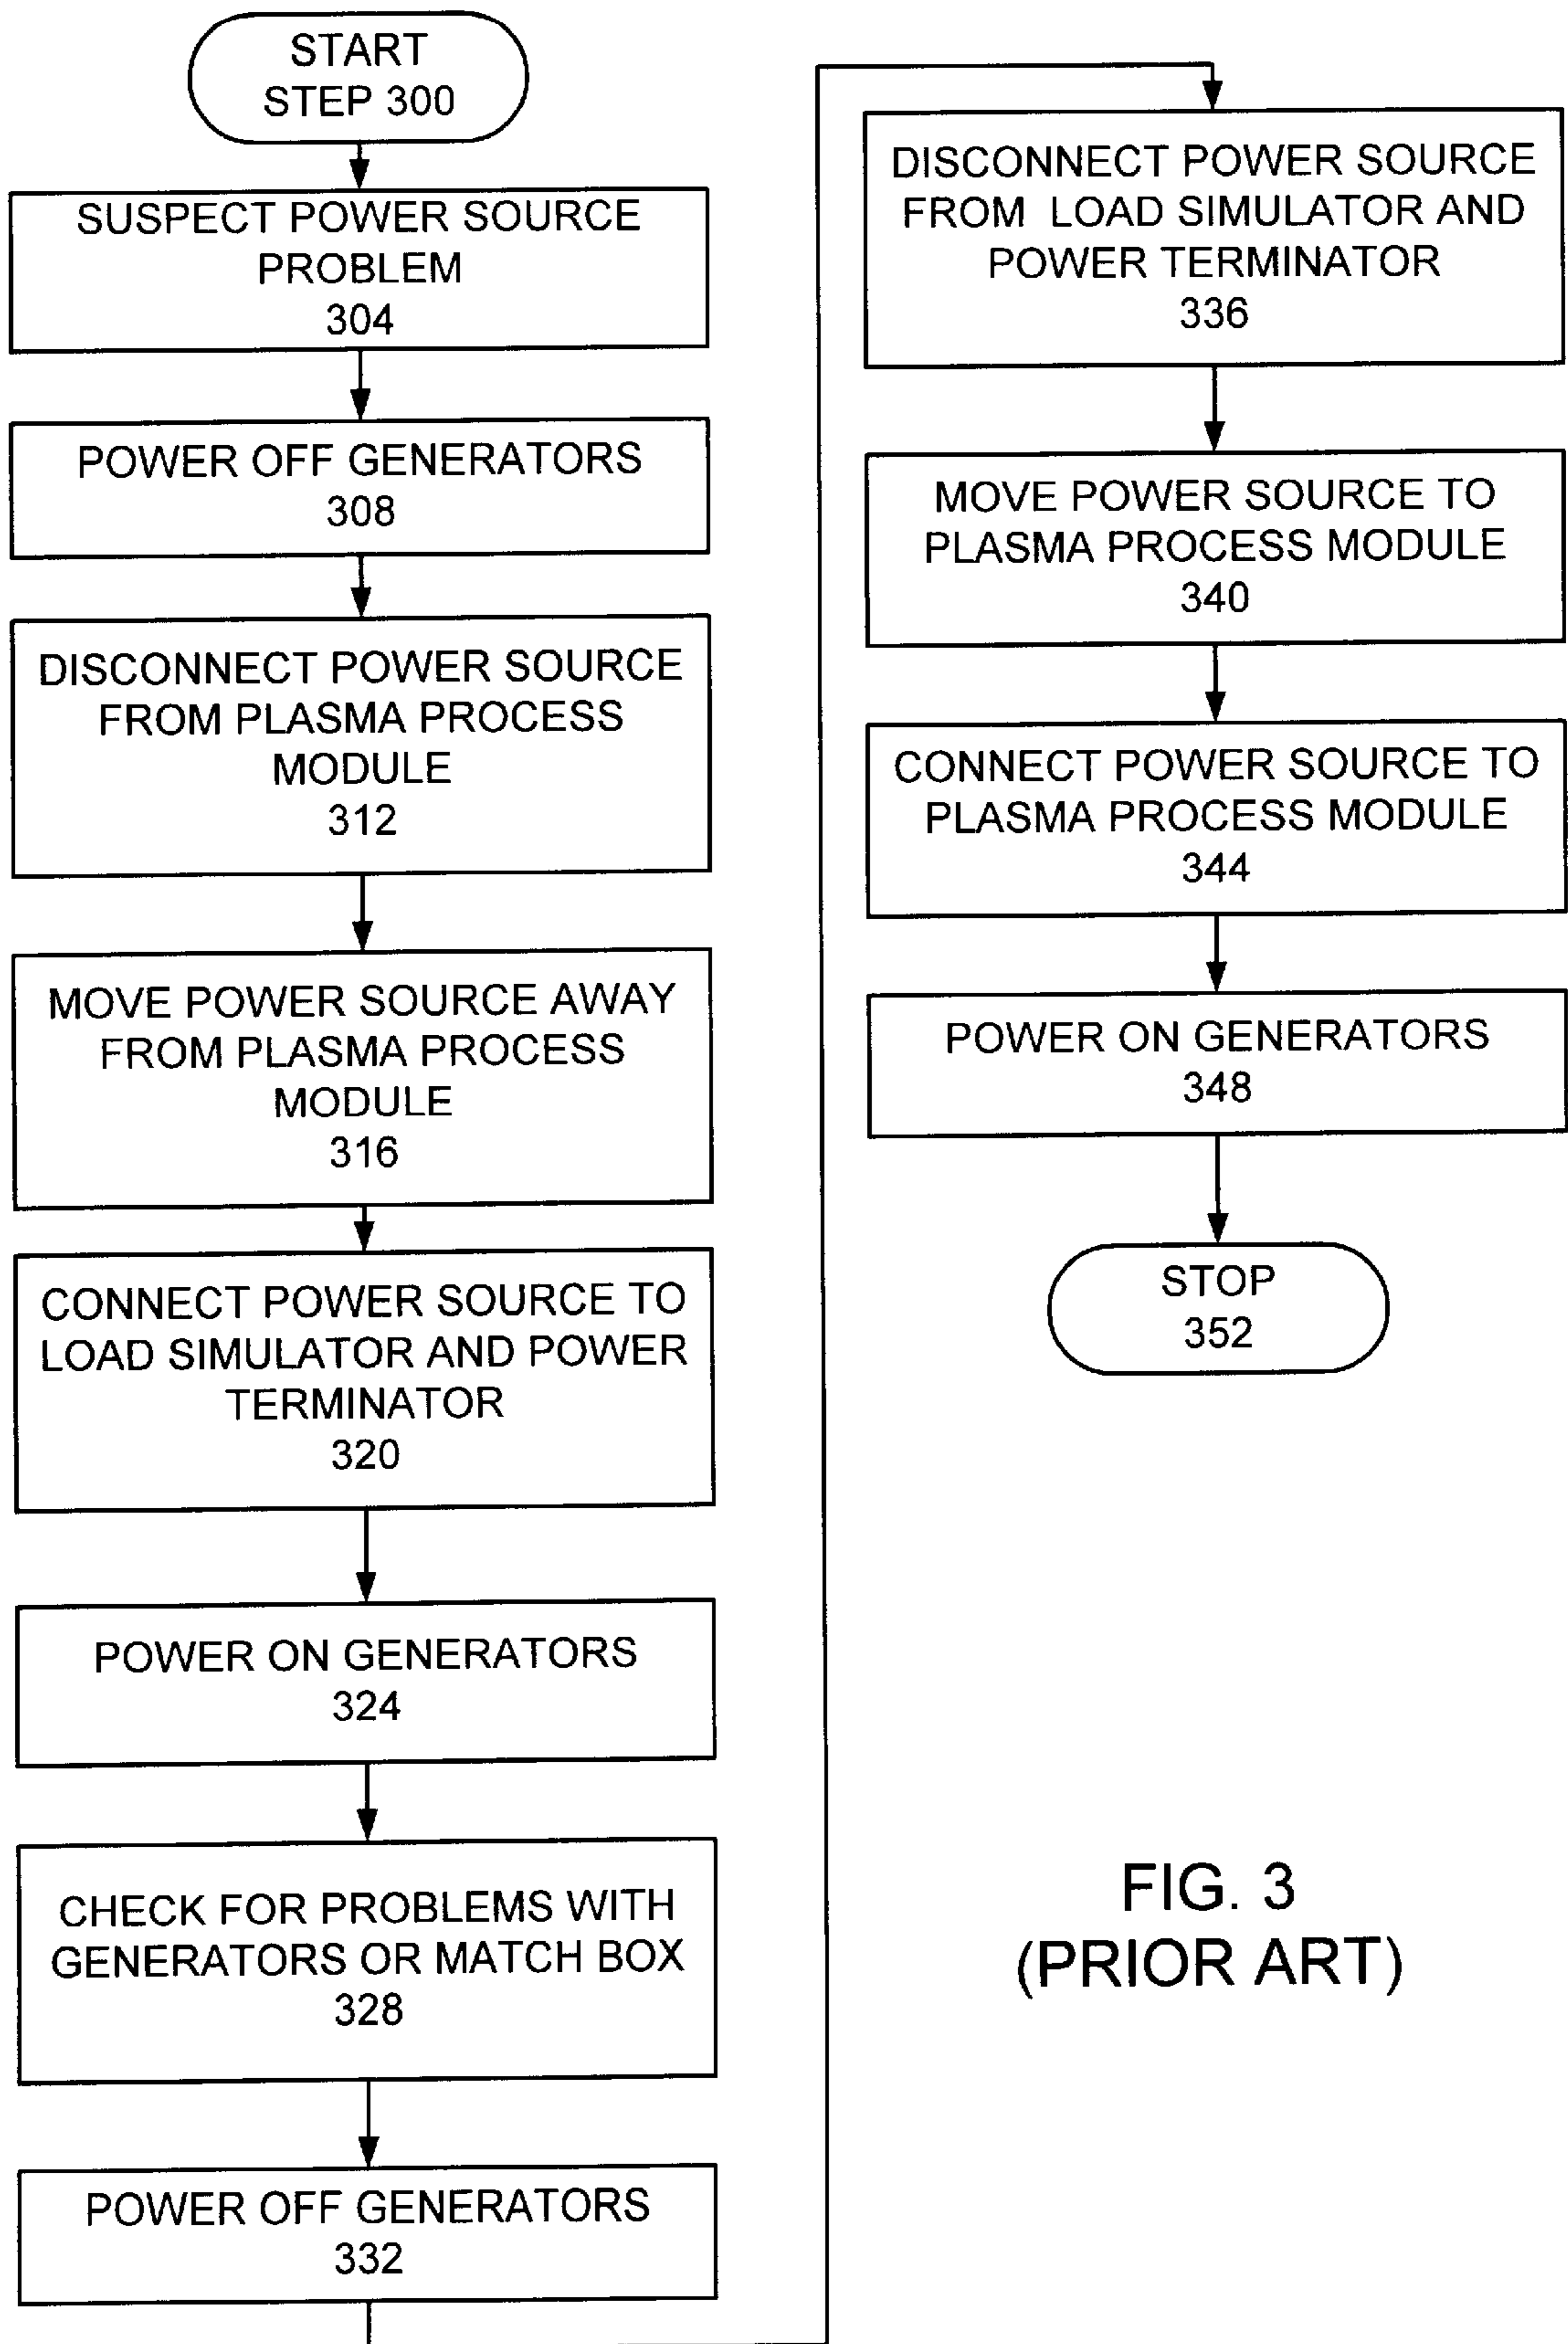 START
STEP 300
SUSPECT POWER SOURCE
PROBLEM
304
POWER OFF GENERATORS
308
DISCONNECT POWER SOURCE
FROM PLASMA PROCESS
MODULE
312
MOVE POWER SOURCE AWAY
FROM PLASMA PROCESS
MODULE
316
CONNECT POWER SOURCE TO
LOAD SIMULATOR AND POWER
TERMINATOR
320
POWER ON GENERATORS
324
CHECK FOR PROBLEMS WITH
GENERATORS OR MATCH BOX
328
POWER OFF GENERATORS
332
DISCONNECT POWER SOURCE
FROM LOAD SIMULATOR AND
POWER TERMINATOR
336
MOVE POWER SOURCE TO
PLASMA PROCESS MODULE
340
CONNECT POWER SOURCE TO
PLASMA PROCESS MODULE
344
POWER ON GENERATORS
348
STOP
352
FIG. 3
(PRIOR ART)